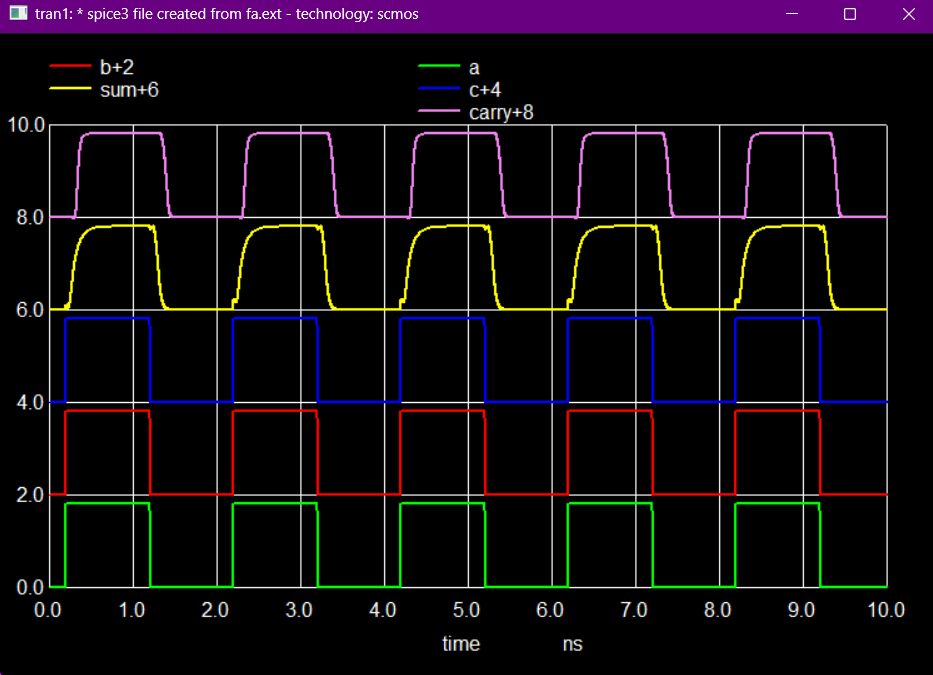 tran1: * spice3 file created from fa.ext - technology: scmos
b+2 a
sum+6 c+4
carry+8
10.0
8.0
6.0
4.0
2.0
0.0
0.0 1.0 2.0 3.0 4.0 5.0 6.0 7.0 8.0 9.0 10.0
time ns